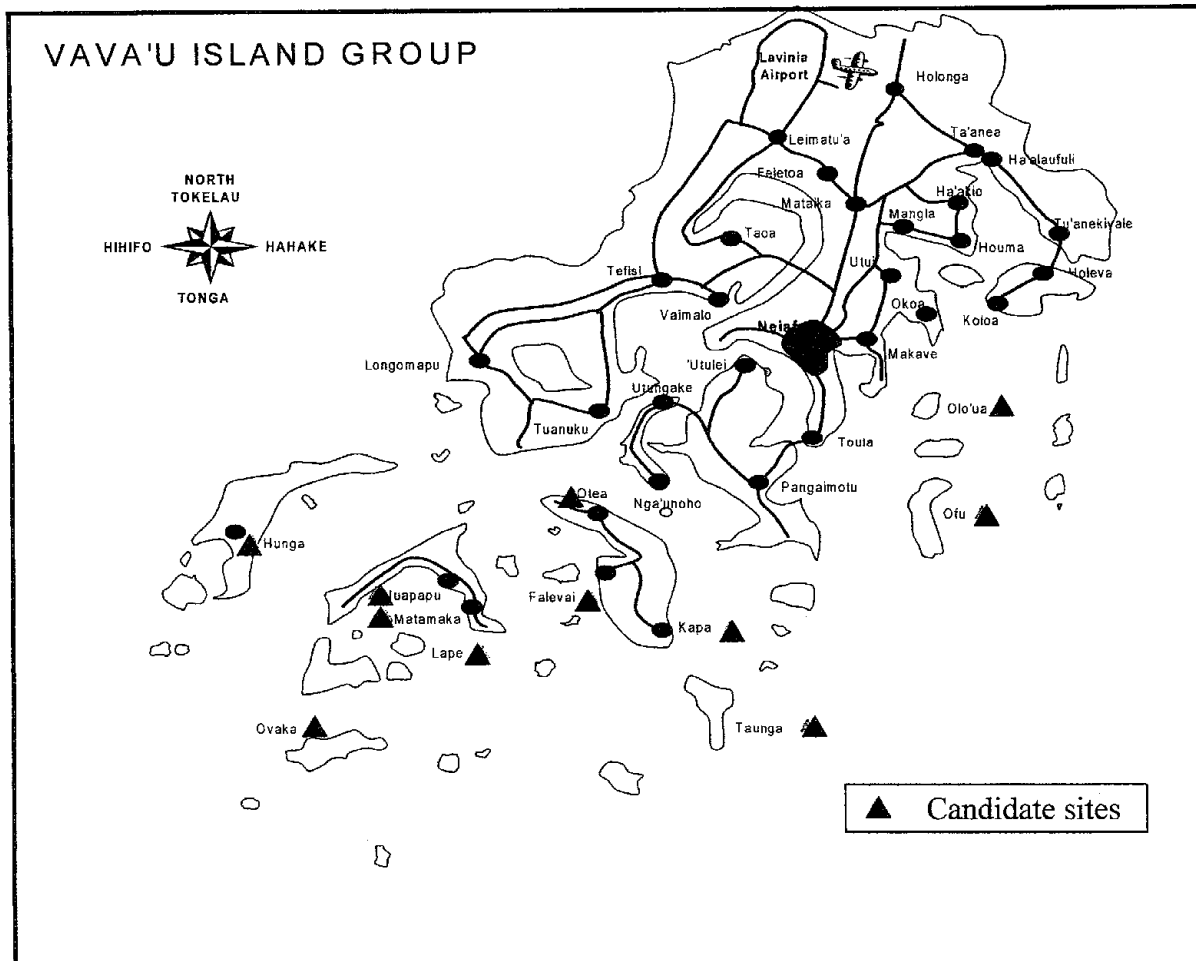 VAVA'U ISLAND GROUP
Lavinia
Airport
Holonga
Leimatu'a
Ta'anea
Ha'alaufuli
Feletoa
Ha'akio
Mataika
NORTH
TOKELAU
HIHIFO
HAHAKE
TONGA
Mangia
Tu'anekivale
Taoa
Houma
Utui
Tefisi
Holeva
Vaimalo
Okoa
Koloa
Makave
Longomapu
'Utulei
Utungake
Olo'ua
Tuanuku
Toula
Otea
Nga'unoho
Pangaimotu
Ofu
Hunga
Falevai
Matamaka
Kapa
Lape
Ovaka
Taunga
Candidate sites